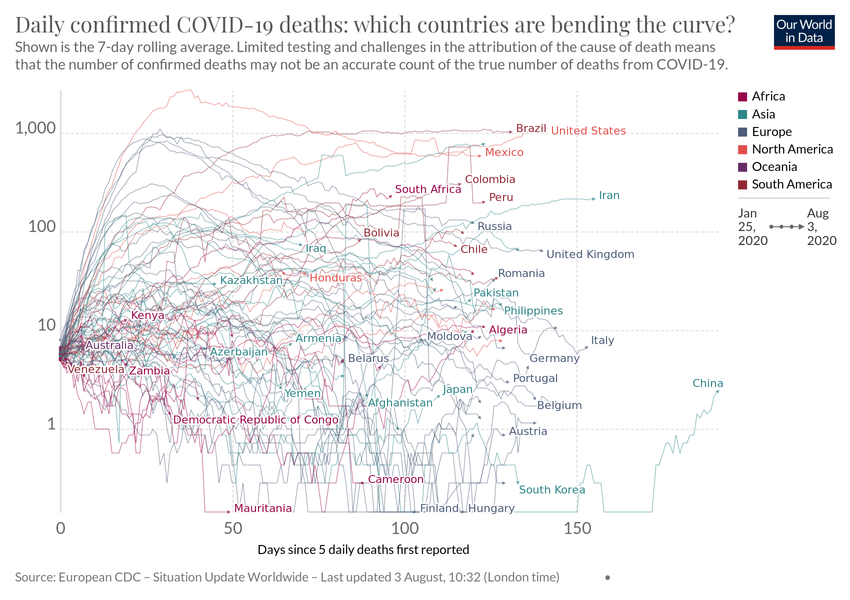 Daily confirmed COVID-19 deaths: which countries are bending the curve?
Shown is the 7-day rolling average. Limited testing and challenges in the attribution of the cause of death means
that the number of confirmed deaths may not be an accurate count of the true number of deaths from COVID-19.
Our World
in Data
1,000
100
10
1
0
50
100
150
Days since 5 daily deaths first reported
Brazil
United States
Mexico
Colombia
South Africa
Peru
Iran
Russia
Bolivia
Chile
Iraq
United Kingdom
Romania
Honduras
Kazakhstan
Pakistan
Philippines
Kenya
Algeria
Moldova
Armenia
Italy
Australia
Azerbaijan
Belarus
Germany
Venezuela
Zambia
Portugal
China
Yemen
Japan
Afghanistan
Belgium
Democratic Republic of Congo
Austria
Cameroon
South Korea
Mauritania
Finland
Hungary
Africa
Asia
Europe
North America
Oceania
South America
Jan
25,
2020
Aug
3,
2020
Source: European CDC – Situation Update Worldwide – Last updated 3 August, 10:32 (London time)